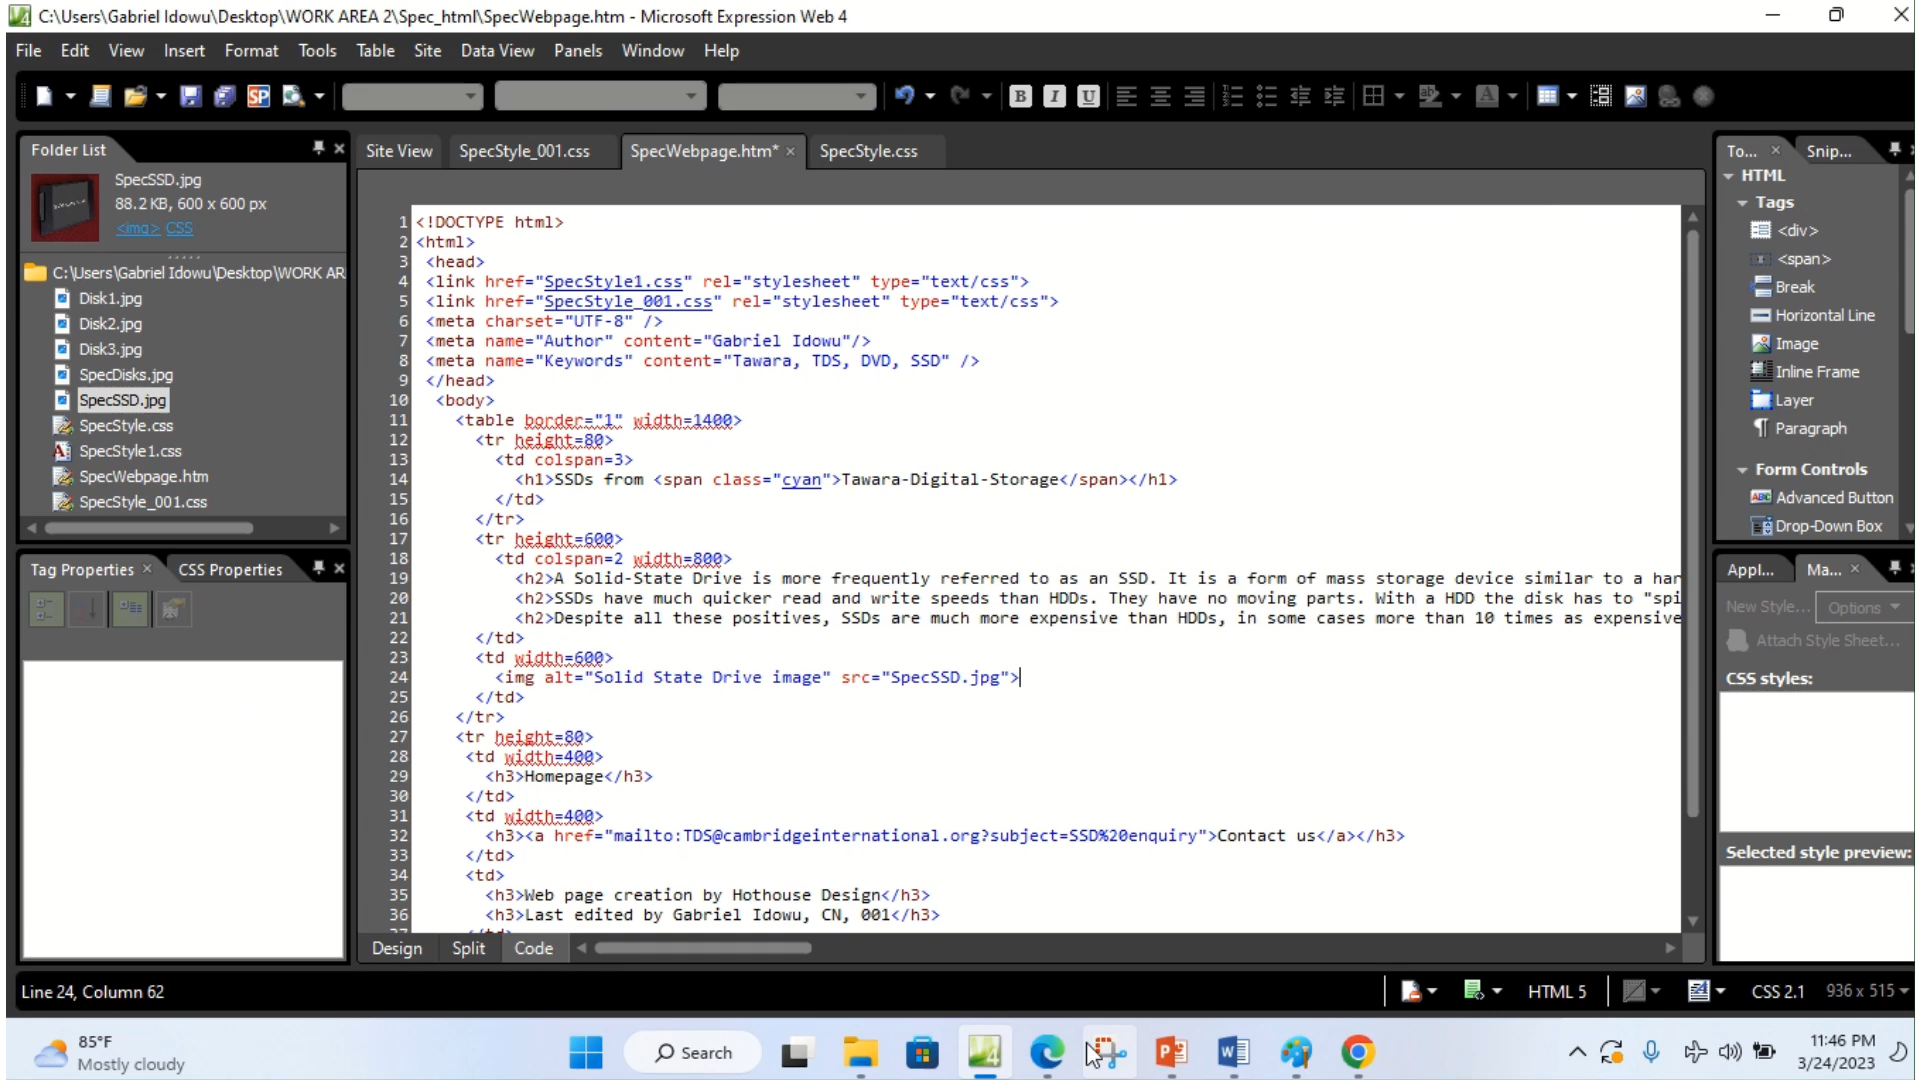 C:\Users\Gabriel Idowu\Desktop\WORK AREA 2\Spec_html\SpecWebpage.htm - Microsoft Expression Web 4
File Edit View Insert Format Tools Table Site Data View Panels Window Help
Folder List
SpecSSD.jpg
88.2 KB, 600 x 600 px
<img> CSS
C:\Users\Gabriel Idowu\Desktop\WORK AR
Disk1.jpg
Disk2.jpg
Disk3.jpg
SpecDisks.jpg
SpecSSD.jpg
SpecStyle.css
SpecStyle1.css
SpecWebpage.htm
SpecStyle_001.css
Tag Properties CSS Properties
Site View SpecStyle_001.css SpecWebpage.htm* SpecStyle.css
1 <!DOCTYPE html>
2 <html>
3 <head>
4 <link href="SpecStyle1.css" rel="stylesheet" type="text/css">
5 <link href="SpecStyle_001.css" rel="stylesheet" type="text/css">
6 <meta charset="UTF-8" />
7 <meta name="Author" content="Gabriel Idowu"/>
8 <meta name="Keywords" content="Tawara, TDS, DVD, SSD" />
9 </head>
10 <body>
11 <table border="1" width=1400>
12 <tr height=80>
13 <td colspan=3>
14 <h1>SSDs from <span class="cyan">Tawara-Digital-Storage</span></h1>
15 </td>
16 </tr>
17 <tr height=600>
18 <td colspan=2 width=800>
19 <h2>A Solid-State Drive is more frequently referred to as an SSD. It is a form of mass storage device similar to a har
20 <h2>SSDs have much quicker read and write speeds than HDDs. They have no moving parts. With a HDD the disk has to "spi
21 <h2>Despite all these positives, SSDs are much more expensive than HDDs, in some cases more than 10 times as expensive
22 </td>
23 <td width=600>
24 <img alt="Solid State Drive image" src="SpecSSD.jpg">
25 </td>
26 </tr>
27 <tr height=80>
28 <td width=400>
29 <h3>Homepage</h3>
30 </td>
31 <td width=400>
32 <h3><a href="mailto:TDS@cambridgeinternational.org?subject=SSD%20enquiry">Contact us</a></h3>
33 </td>
34 <td>
35 <h3>Web page creation by Hothouse Design</h3>
36 <h3>Last edited by Gabriel Idowu, CN, 001</h3>
Design Split Code
To... Snip...
HTML
Tags
<div>
<span>
Break
Horizontal Line
Image
Inline Frame
Layer
Paragraph
Form Controls
Advanced Button
Drop-Down Box
Appl... Ma...
New Style... Options
Attach Style Sheet...
CSS styles:
Selected style preview:
Line 24, Column 62
HTML 5 CSS 2.1 936 x 515
85°F
Mostly cloudy
Search
11:46 PM
3/24/2023